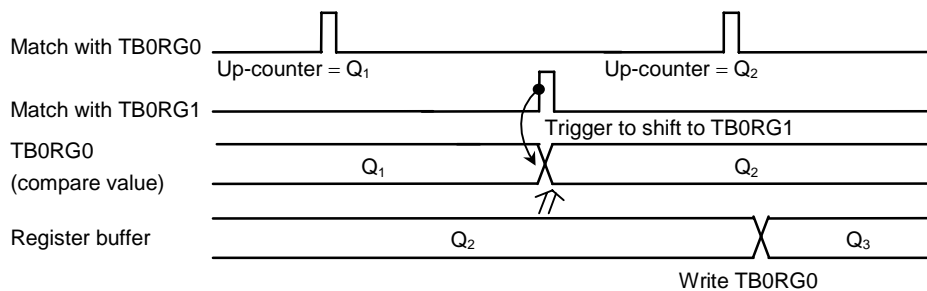 Match with TB0RG0
Up-counter = Q1
Up-counter = Q2
Match with TB0RG1
Trigger to shift to TB0RG1
TB0RG0
(compare value)
Q1
Q2
Register buffer
Q2
Q3
Write TB0RG0